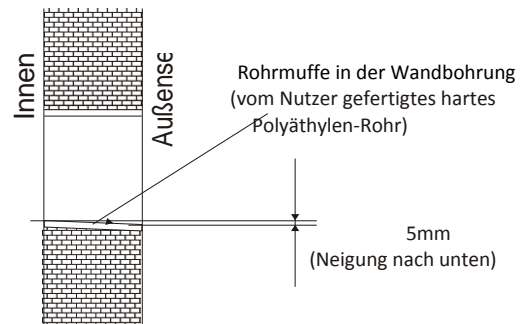 Innen
Außense
Rohrmuffe in der Wandbohrung
(vom Nutzer gefertigtes hartes
Polyäthylen-Rohr)
5mm
(Neigung nach unten)